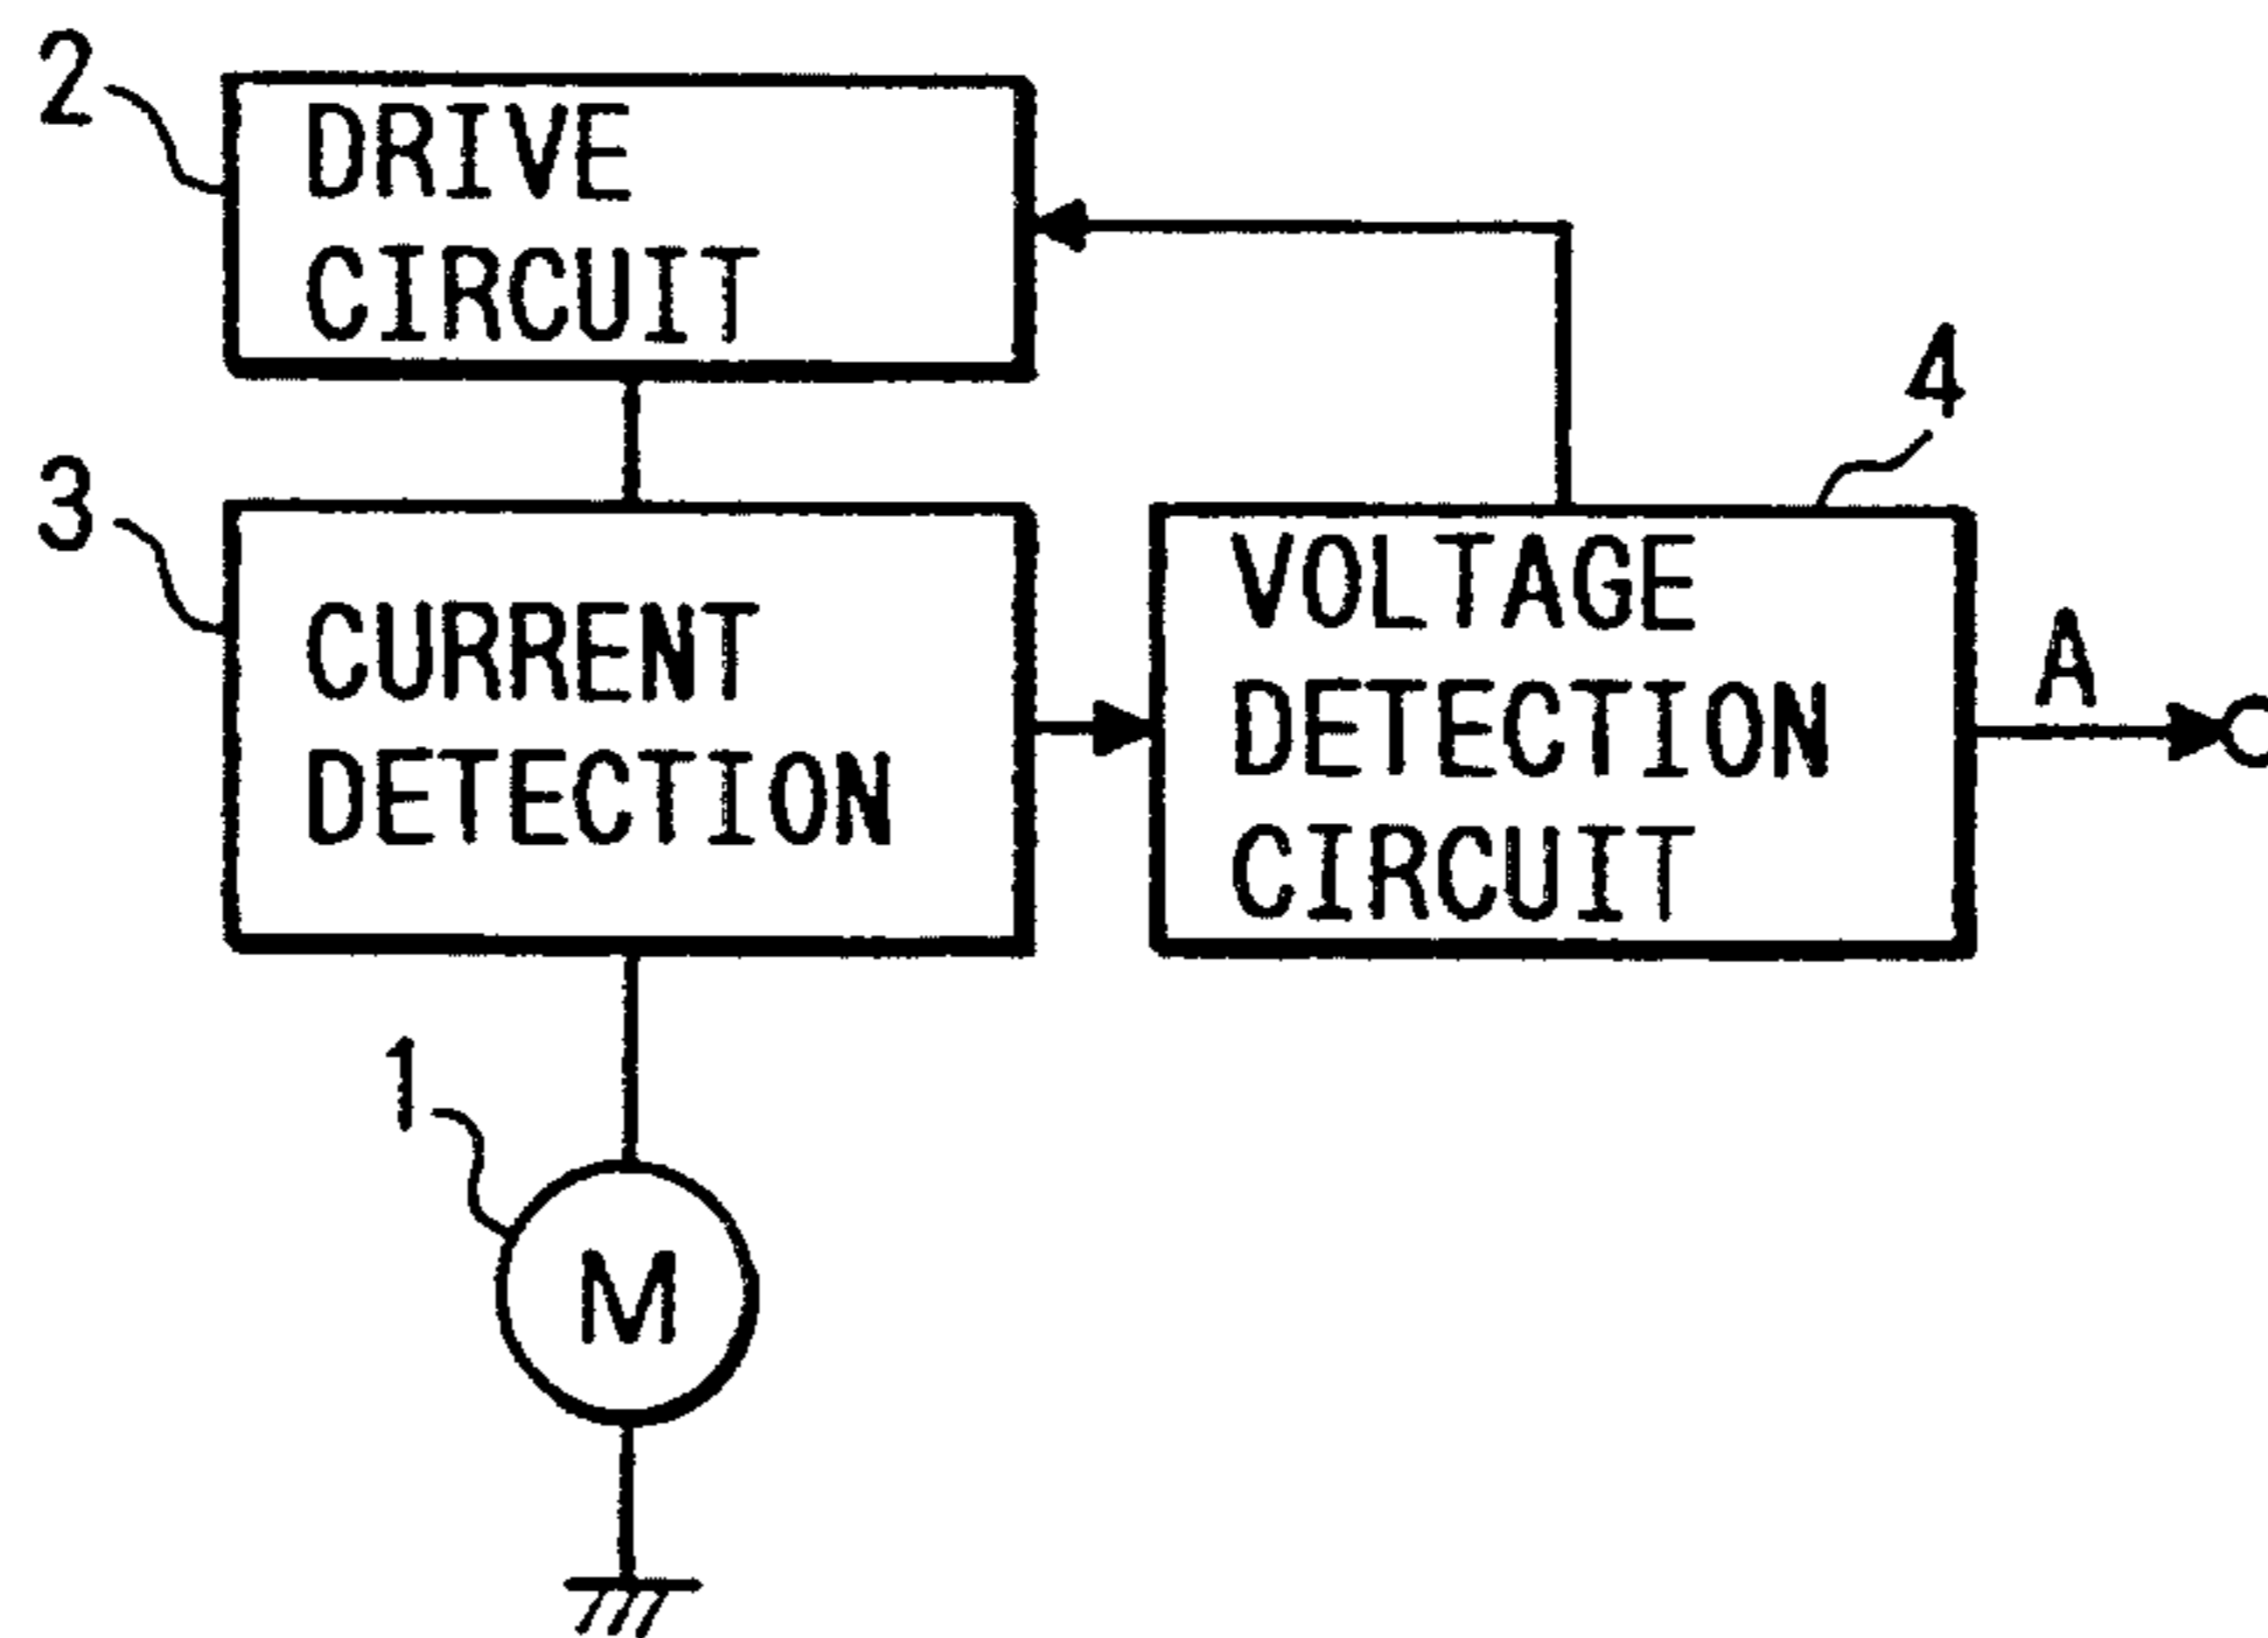 2
DRIVE
CIRCUIT
4
3
CURRENT
DETECTION
VOLTAGE
DETECTION
CIRCUIT
A
1
M